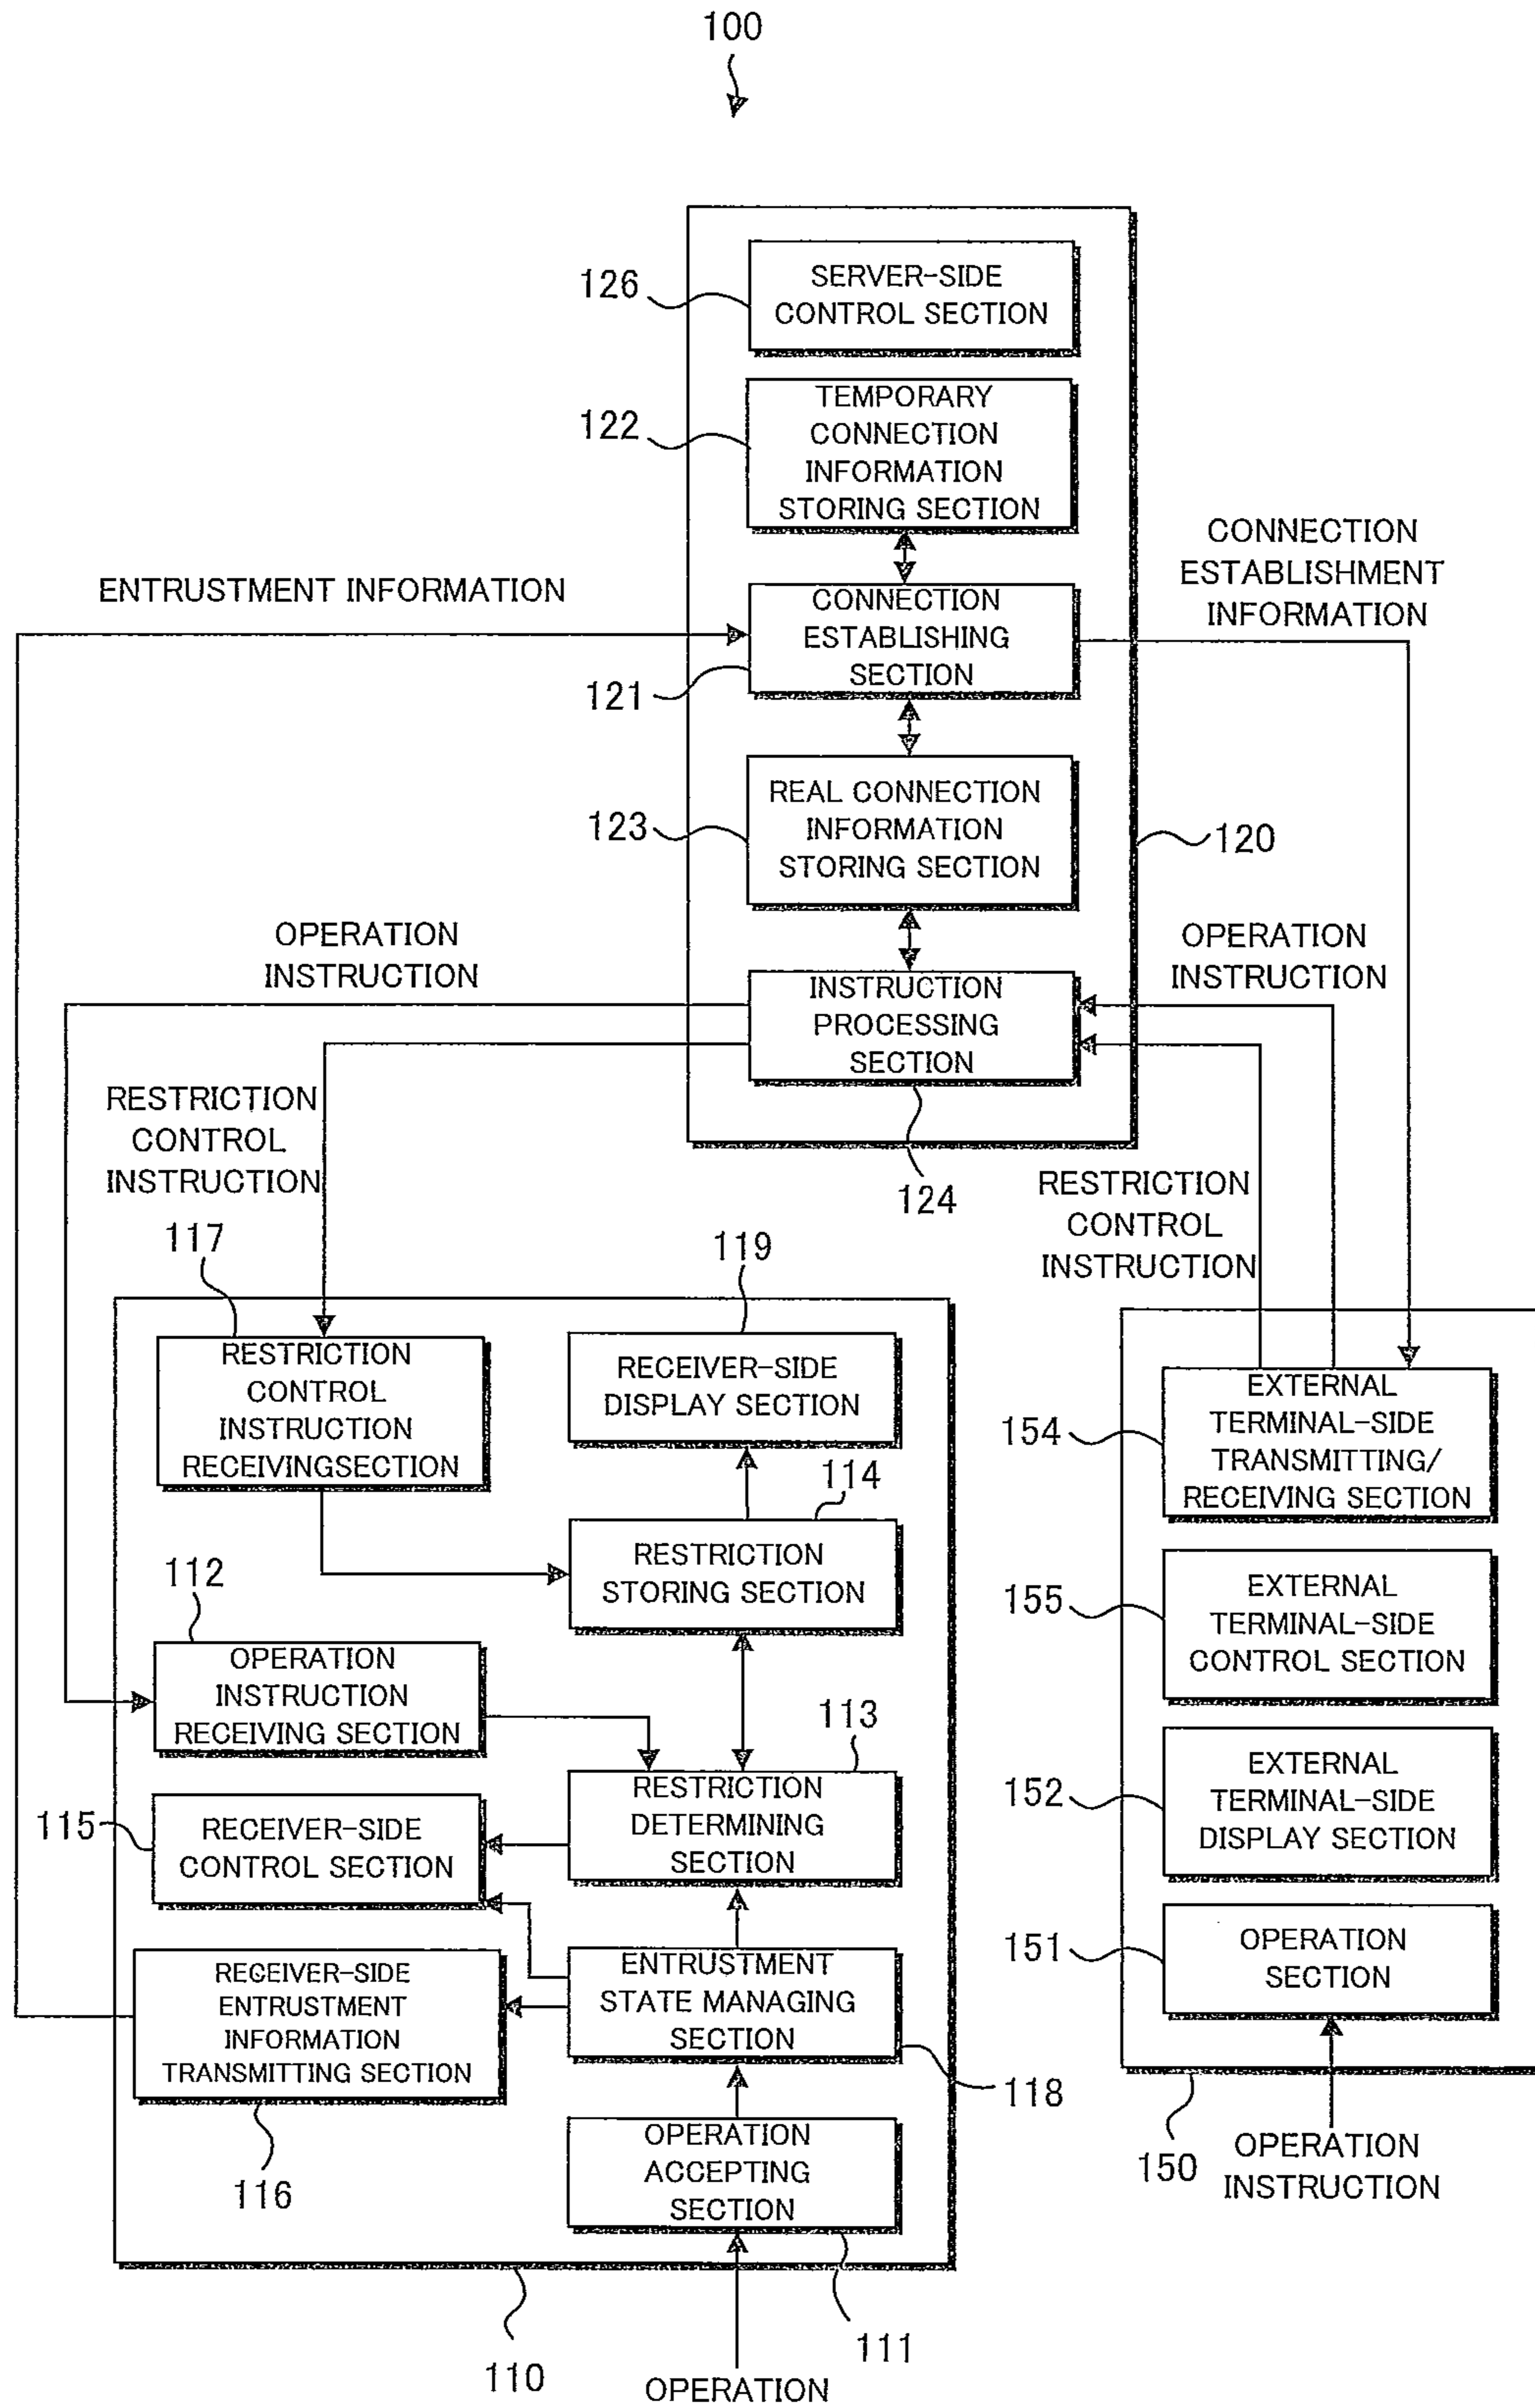 100
126
SERVER-SIDE
CONTROL SECTION
122
TEMPORARY
CONNECTION
INFORMATION
STORING SECTION
CONNECTION
ESTABLISHMENT
INFORMATION
ENTRUSTMENT INFORMATION
CONNECTION
ESTABLISHING
SECTION
121
123
REAL CONNECTION
INFORMATION
STORING SECTION
120
OPERATION
INSTRUCTION
OPERATION
INSTRUCTION
INSTRUCTION
PROCESSING
SECTION
RESTRICTION
CONTROL
INSTRUCTION
124
RESTRICTION
CONTROL
INSTRUCTION
117
119
RESTRICTION
CONTROL
INSTRUCTION
RECEIVINGSECTION
RECEIVER-SIDE
DISPLAY SECTION
114
RESTRICTION
STORING SECTION
112
OPERATION
INSTRUCTION
RECEIVING SECTION
113
RESTRICTION
DETERMINING
SECTION
115
RECEIVER-SIDE
CONTROL SECTION
ENTRUSTMENT
STATE MANAGING
SECTION
118
RECEIVER-SIDE
ENTRUSTMENT
INFORMATION
TRANSMITTING SECTION
116
OPERATION
ACCEPTING
SECTION
111
110
OPERATION
154
EXTERNAL
TERMINAL-SIDE
TRANSMITTING/
RECEIVING SECTION
155
EXTERNAL
TERMINAL-SIDE
CONTROL SECTION
152
EXTERNAL
TERMINAL-SIDE
DISPLAY SECTION
151
OPERATION
SECTION
150
OPERATION
INSTRUCTION